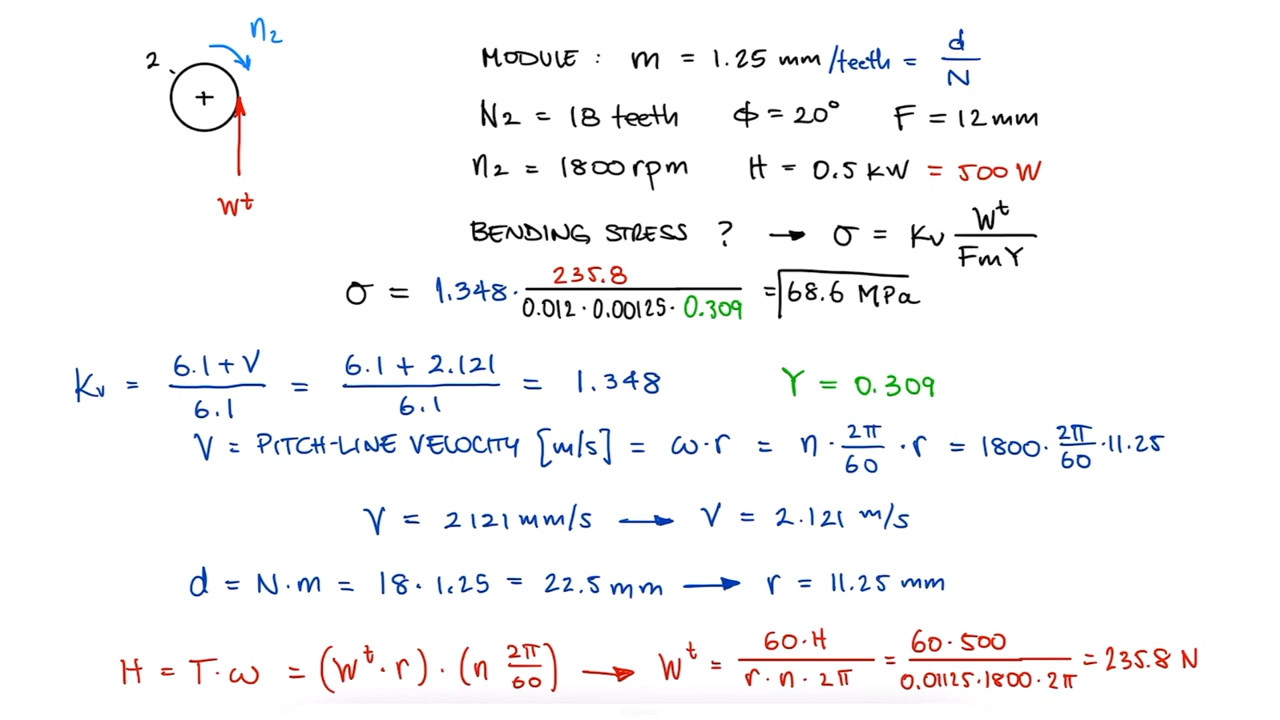 n₂
2
Wᵗ
MODULE : m = 1.25 mm/teeth = d/N
N₂ = 18 teeth ϕ = 20° F = 12 mm
n₂ = 1800 rpm H = 0.5 kW = 500 W
BENDING STRESS ? → σ = Kv Wᵗ/FmY
σ = 1.348 · 235.8/0.012 · 0.00125 · 0.309 = 68.6 MPa
Kv = 6.1 + V/6.1 = 6.1 + 2.121/6.1 = 1.348 Y = 0.309
V = PITCH-LINE VELOCITY [m/s] = ω · r = n · 2π/60 · r = 1800 · 2π/60 · 11.25
V = 2121 mm/s → V = 2.121 m/s
d = N · m = 18 · 1.25 = 22.5 mm → r = 11.25 mm
H = T · ω = (Wᵗ · r) · (n 2π/60) → Wᵗ = 60 · H/r · n · 2π = 60 · 500/0.01125 · 1800 · 2π = 235.8 N